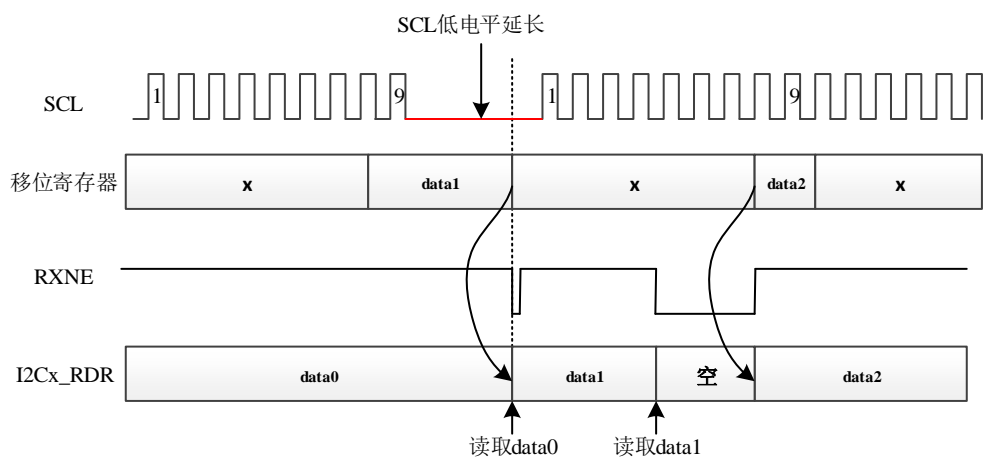 SCL低电平延长
SCL
1
9
1
9
移位寄存器
x
data1
x
data2
x
RXNE
I2Cx_RDR
data0
data1
空
data2
读取data0
读取data1